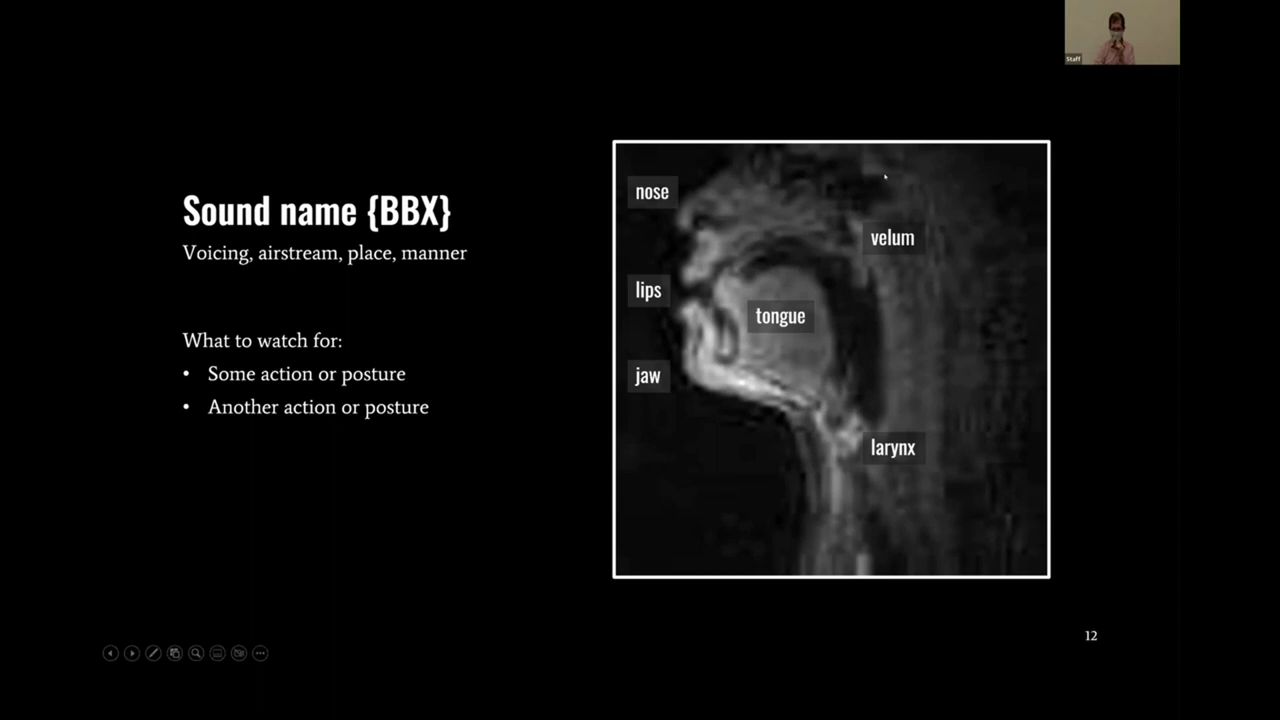 Staff
Sound name {BBX}
Voicing, airstream, place, manner
What to watch for:
• Some action or posture
• Another action or posture
nose
velum
lips
tongue
jaw
larynx
12